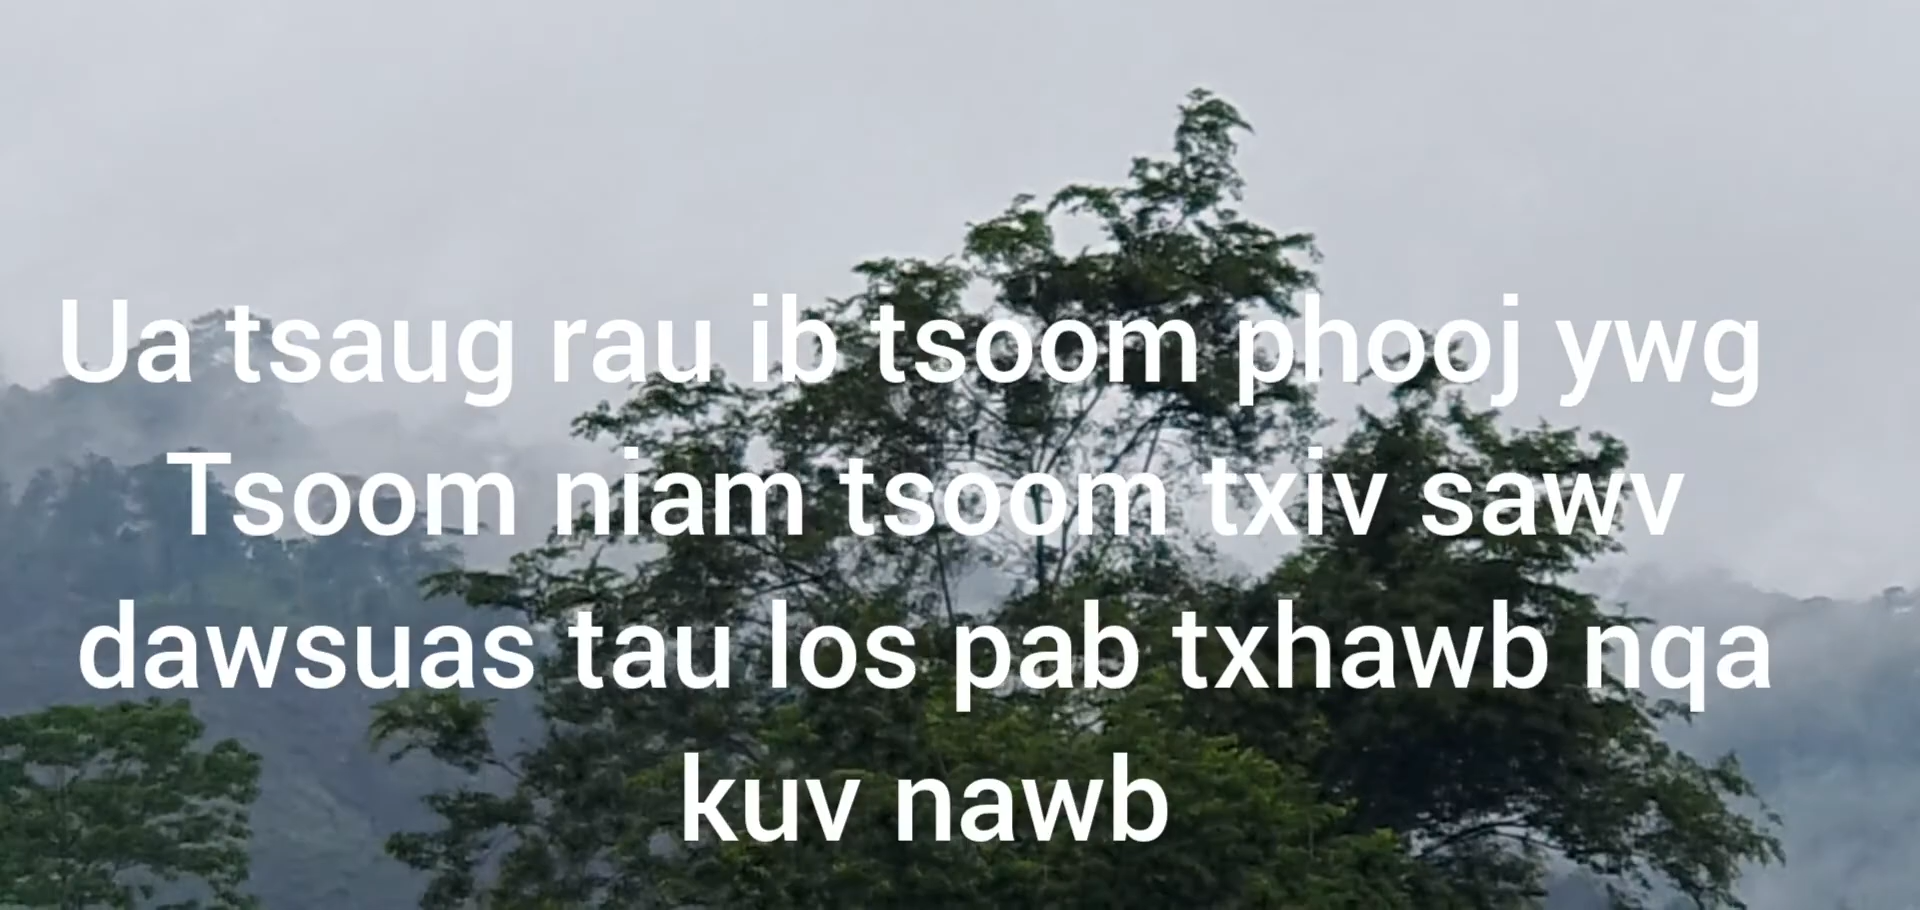 Ua tsaug rau ib tsoom phooj ywg
Tsoom niam tsoom txiv sawv
dawsuas tau los pab txhawb nqa
kuv nawb